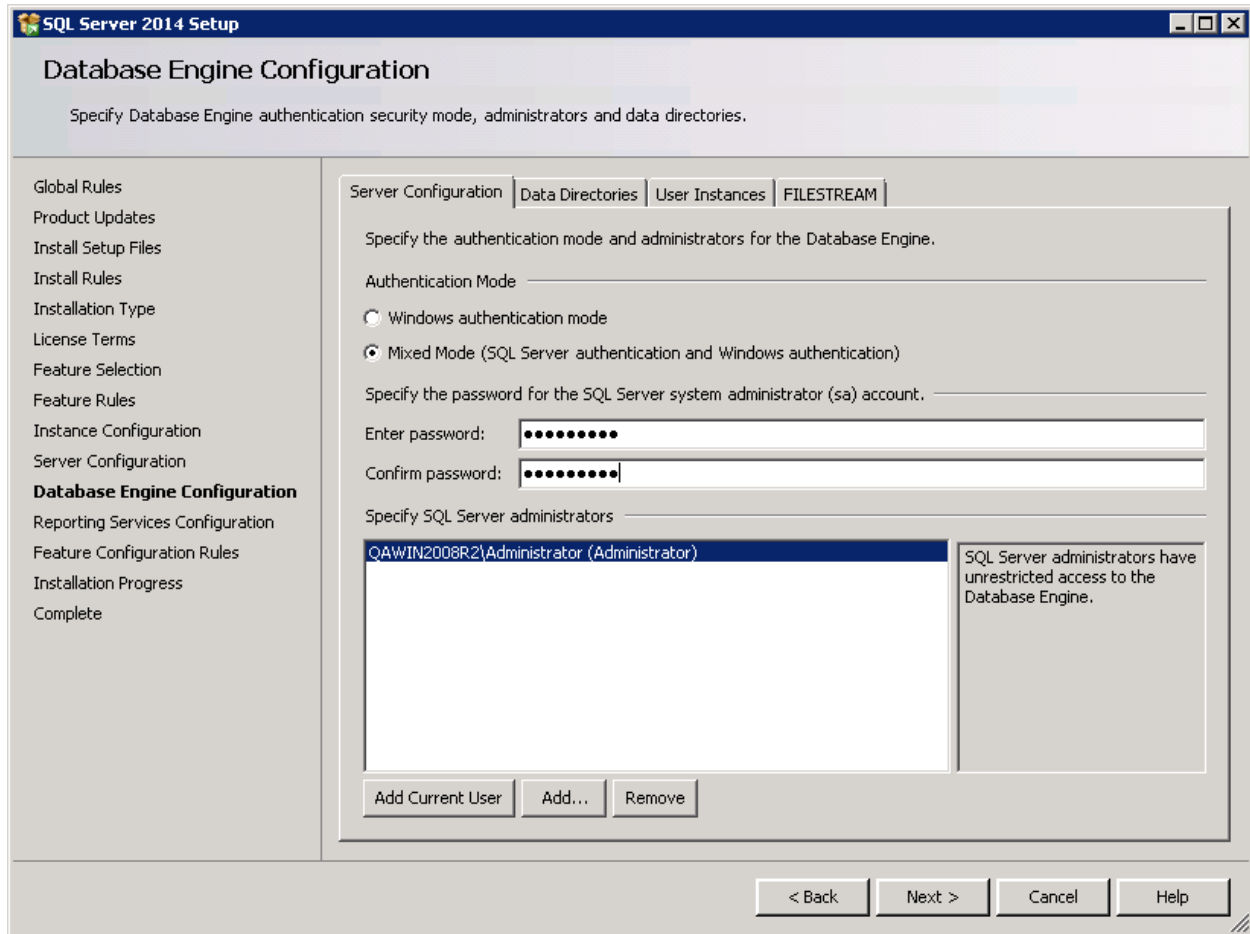 SQL Server 2014 Setup
Database Engine Configuration
Specify Database Engine authentication security mode, administrators and data directories.
Global Rules
Product Updates
Install Setup Files
Install Rules
Installation Type
License Terms
Feature Selection
Feature Rules
Instance Configuration
Server Configuration
Database Engine Configuration
Reporting Services Configuration
Feature Configuration Rules
Installation Progress
Complete
Server Configuration Data Directories User Instances FILESTREAM
Specify the authentication mode and administrators for the Database Engine.
Authentication Mode
Windows authentication mode
Mixed Mode (SQL Server authentication and Windows authentication)
Specify the password for the SQL Server system administrator (sa) account.
Enter password: ●●●●●●●●●
Confirm password: ●●●●●●●●●
Specify SQL Server administrators
QAWIN2008R2\Administrator (Administrator)
SQL Server administrators have
unrestricted access to the
Database Engine.
Add Current User Add... Remove
< Back Next > Cancel Help